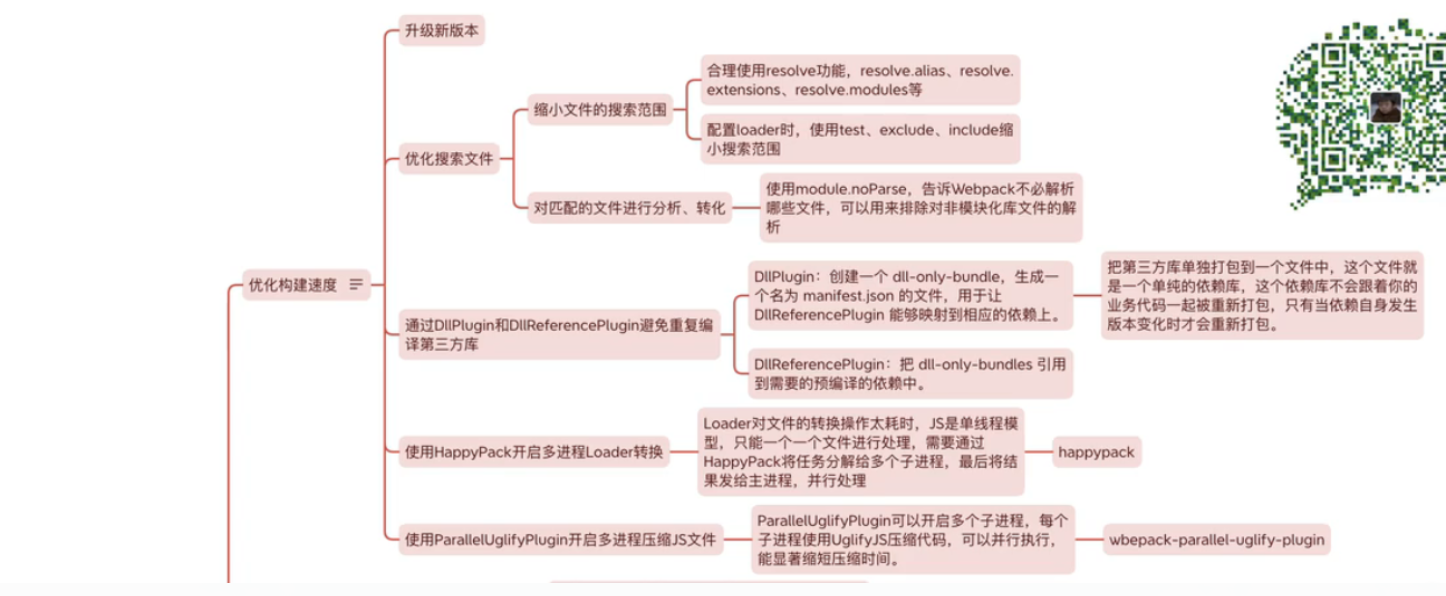 升级新版本
合理使用resolve功能，resolve.alias、resolve.
extensions、resolve.modules等
缩小文件的搜索范围
配置loader时，使用test、exclude、include缩
小搜索范围
优化搜索文件
使用module.noParse，告诉Webpack不必解析
哪些文件，可以用来排除对非模块化库文件的解
析
对匹配的文件进行分析、转化
优化构建速度
DllPlugin：创建一个 dll-only-bundle，生成一
个名为 manifest.json 的文件，用于让
DllReferencePlugin 能够映射到相应的依赖上。
把第三方库单独打包到一个文件中，这个文件就
是一个单纯的依赖库，这个依赖库不会跟着你的
业务代码一起被重新打包，只有当依赖自身发生
版本变化时才会重新打包。
通过DllPlugin和DllReferencePlugin避免重复编
译第三方库
DllReferencePlugin：把 dll-only-bundles 引用
到需要的预编译的依赖中。
使用HappyPack开启多进程Loader转换
Loader对文件的转换操作太耗时，JS是单线程模
型，只能一个一个文件进行处理，需要通过
HappyPack将任务分解给多个子进程，最后将结
果发给主进程，并行处理
happypack
使用ParallelUglifyPlugin开启多进程压缩JS文件
ParallelUglifyPlugin可以开启多个子进程，每个
子进程使用UglifyJS压缩代码，可以并行执行，
能显著缩短压缩时间。
wbepack-parallel-uglify-plugin